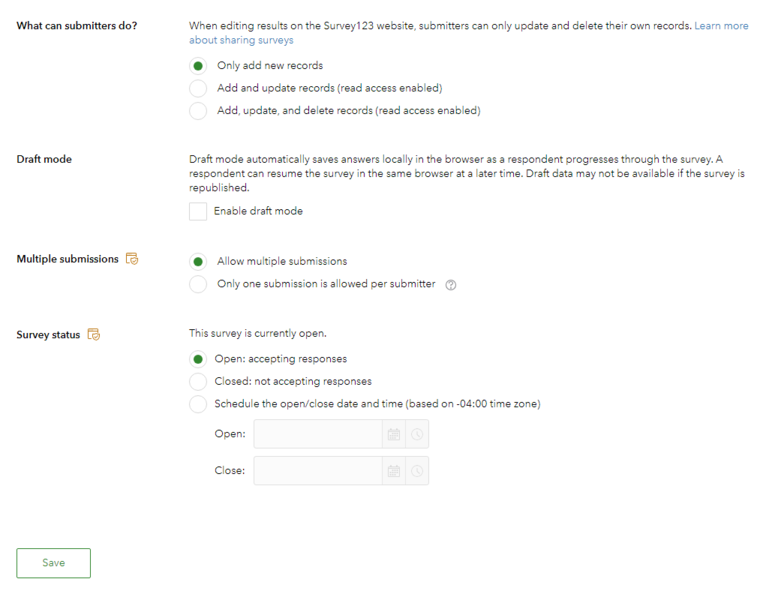 What can submitters do?
When editing results on the Survey123 website, submitters can only update and delete their own records. Learn more
about sharing surveys
Only add new records
Add and update records (read access enabled)
Add, update, and delete records (read access enabled)
Draft mode
Draft mode automatically saves answers locally in the browser as a respondent progresses through the survey. A
respondent can resume the survey in the same browser at a later time. Draft data may not be available if the survey is
republished.
Enable draft mode
Multiple submissions
Allow multiple submissions
Only one submission is allowed per submitter ?
Survey status
This survey is currently open.
Open: accepting responses
Closed: not accepting responses
Schedule the open/close date and time (based on -04:00 time zone)
Open:
Close:
Save